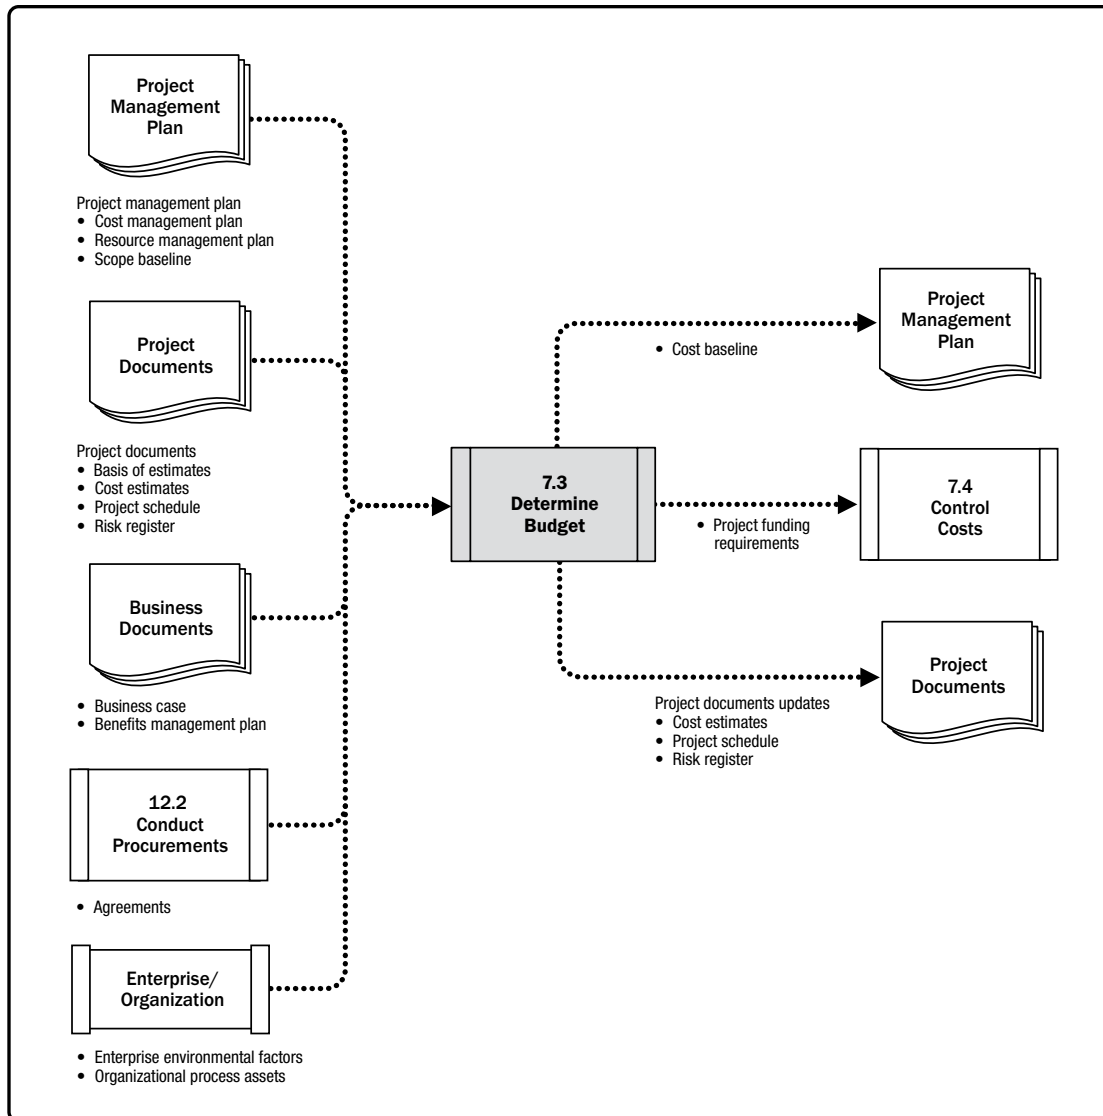 Project
Management
Plan
Project management plan
• Cost management plan
• Resource management plan
• Scope baseline
Project
Documents
Project documents
• Basis of estimates
• Cost estimates
• Project schedule
• Risk register
Business
Documents
• Business case
• Benefits management plan
12.2
Conduct
Procurements
• Agreements
Enterprise/
Organization
• Enterprise environmental factors
• Organizational process assets
7.3
Determine
Budget
• Cost baseline
Project
Management
Plan
• Project funding
requirements
7.4
Control
Costs
Project documents updates
• Cost estimates
• Project schedule
• Risk register
Project
Documents